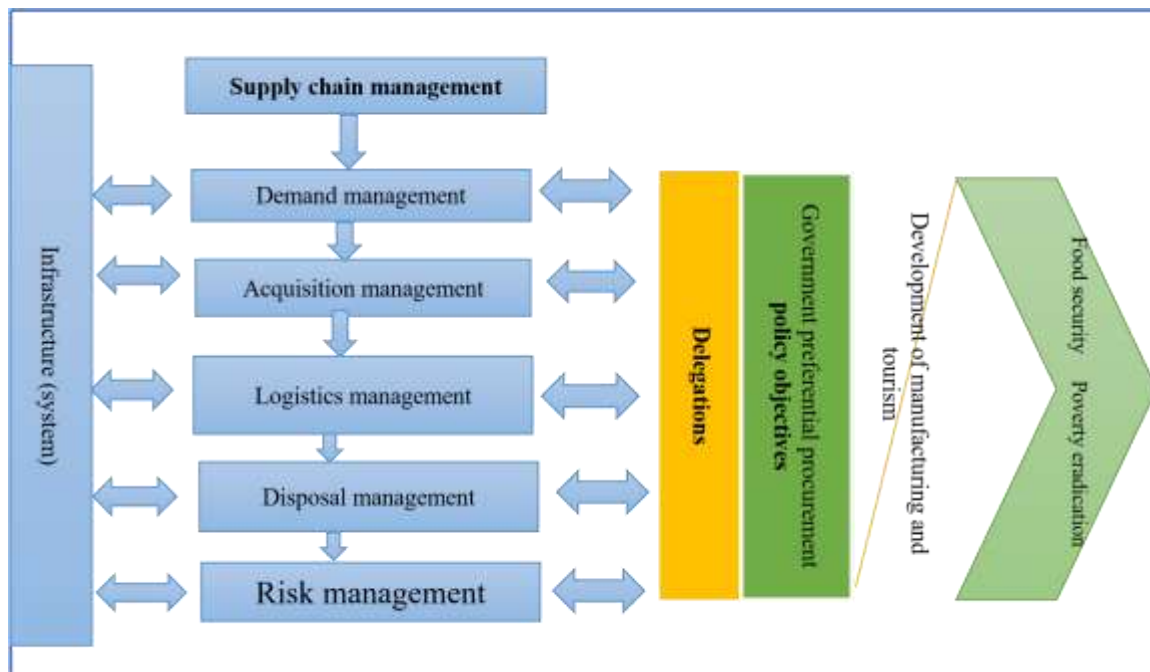 Supply chain management
Infrastructure (system)
Demand management
Acquisition management
Logistics management
Disposal management
Risk management
Delegations
Government preferential procurement
policy objectives
Development of manufacturing and
tourism
Food security Poverty eradication